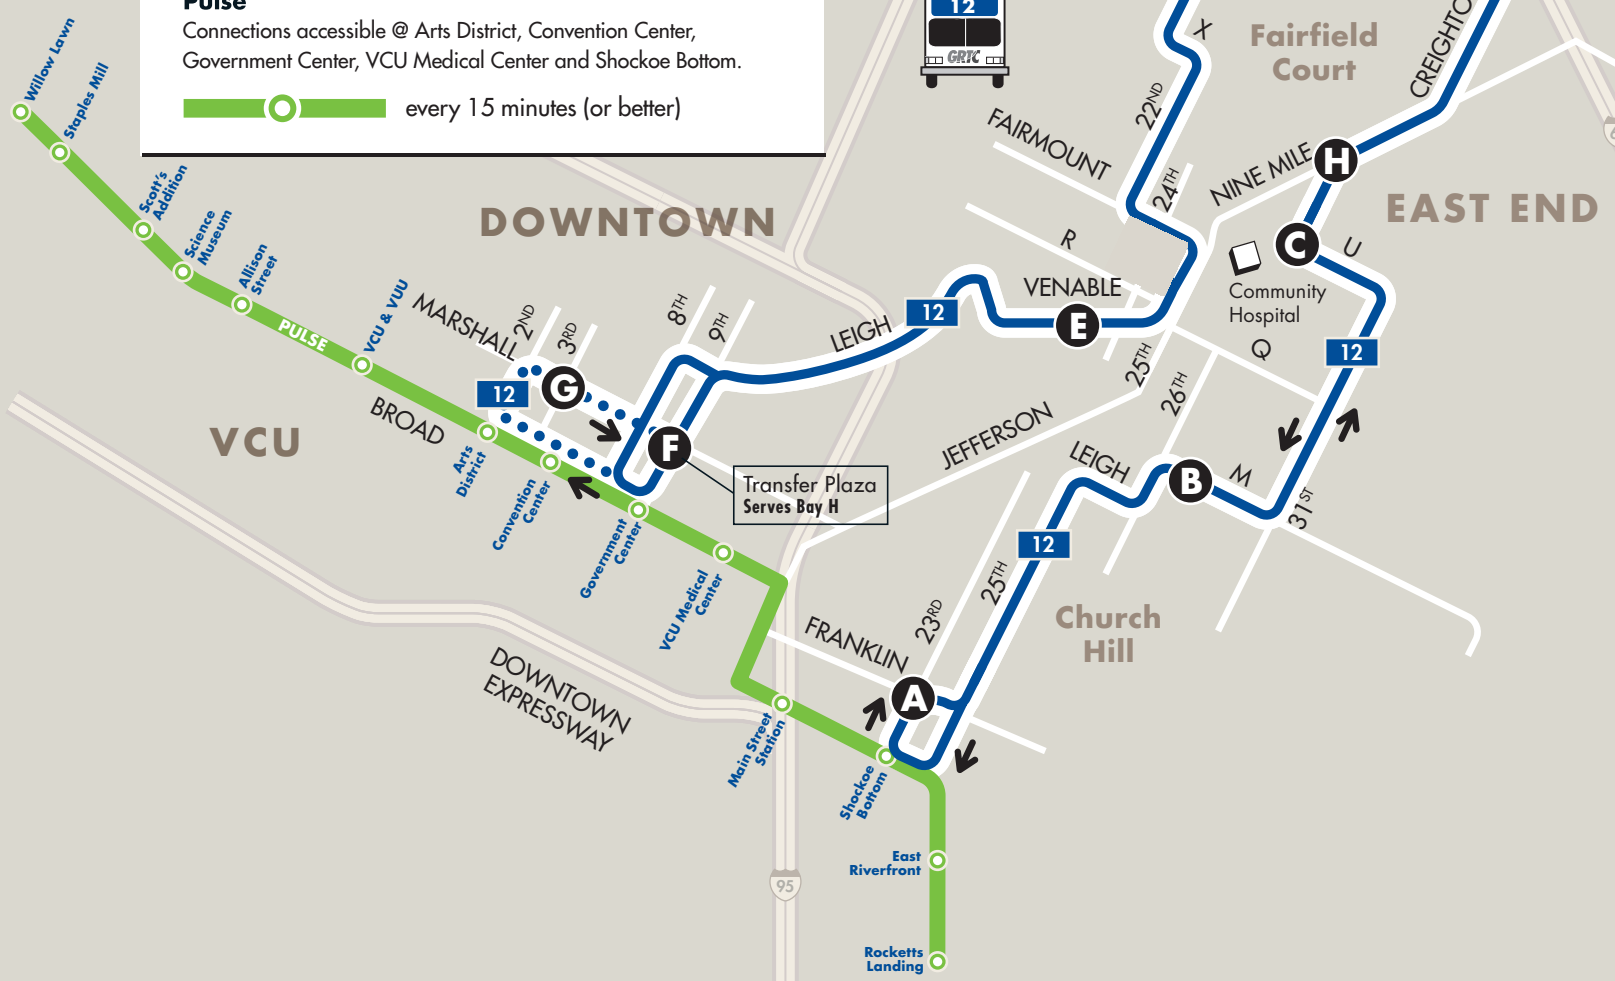 Pulse
Connections accessible @ Arts District, Convention Center,
Government Center, VCU Medical Center and Shockoe Bottom.
every 15 minutes (or better)
12
GRTC
Willow Lawn
Staples Mill
Scott's
Addition
Science
Museum
Allison
Street
PULSE
VCU & VUU
BROAD
Arts
District
Convention
Center
Government
Center
VCU Medical
Center
Main Street
Station
Shockoe
Bottom
East
Riverfront
Rocketts
Landing
DOWNTOWN
VCU
DOWNTOWN
EXPRESSWAY
MARSHALL
2ND
3RD
8TH
9TH
12
G
F
Transfer Plaza
Serves Bay H
LEIGH
12
VENABLE
E
FAIRMOUNT
R
22ND
X
24TH
Fairfield
Court
CREIGHTO
NINE MILE
H
EAST END
C
U
Community
Hospital
Q
12
25TH
26TH
JEFFERSON
LEIGH
B
M
31ST
12
25TH
23RD
Church
Hill
FRANKLIN
A
95